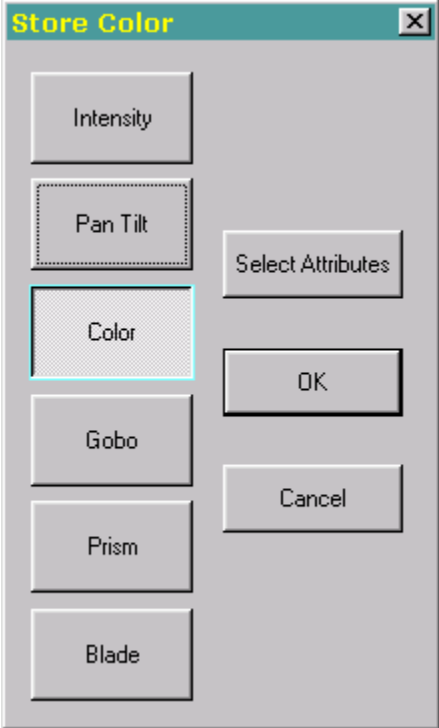 Store Color
Intensity
Pan Tilt
Color
Gobo
Prism
Blade
Select Attributes
OK
Cancel